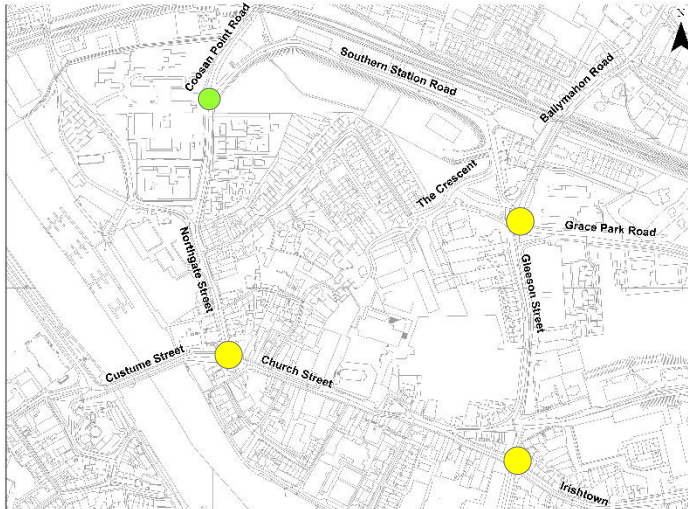 Coosan Point Road
Southern Station Road
Ballymahon Road
The Crescent
Grace Park Road
Northgate Street
Gleeson Street
Custume Street
Church Street
Irishtown